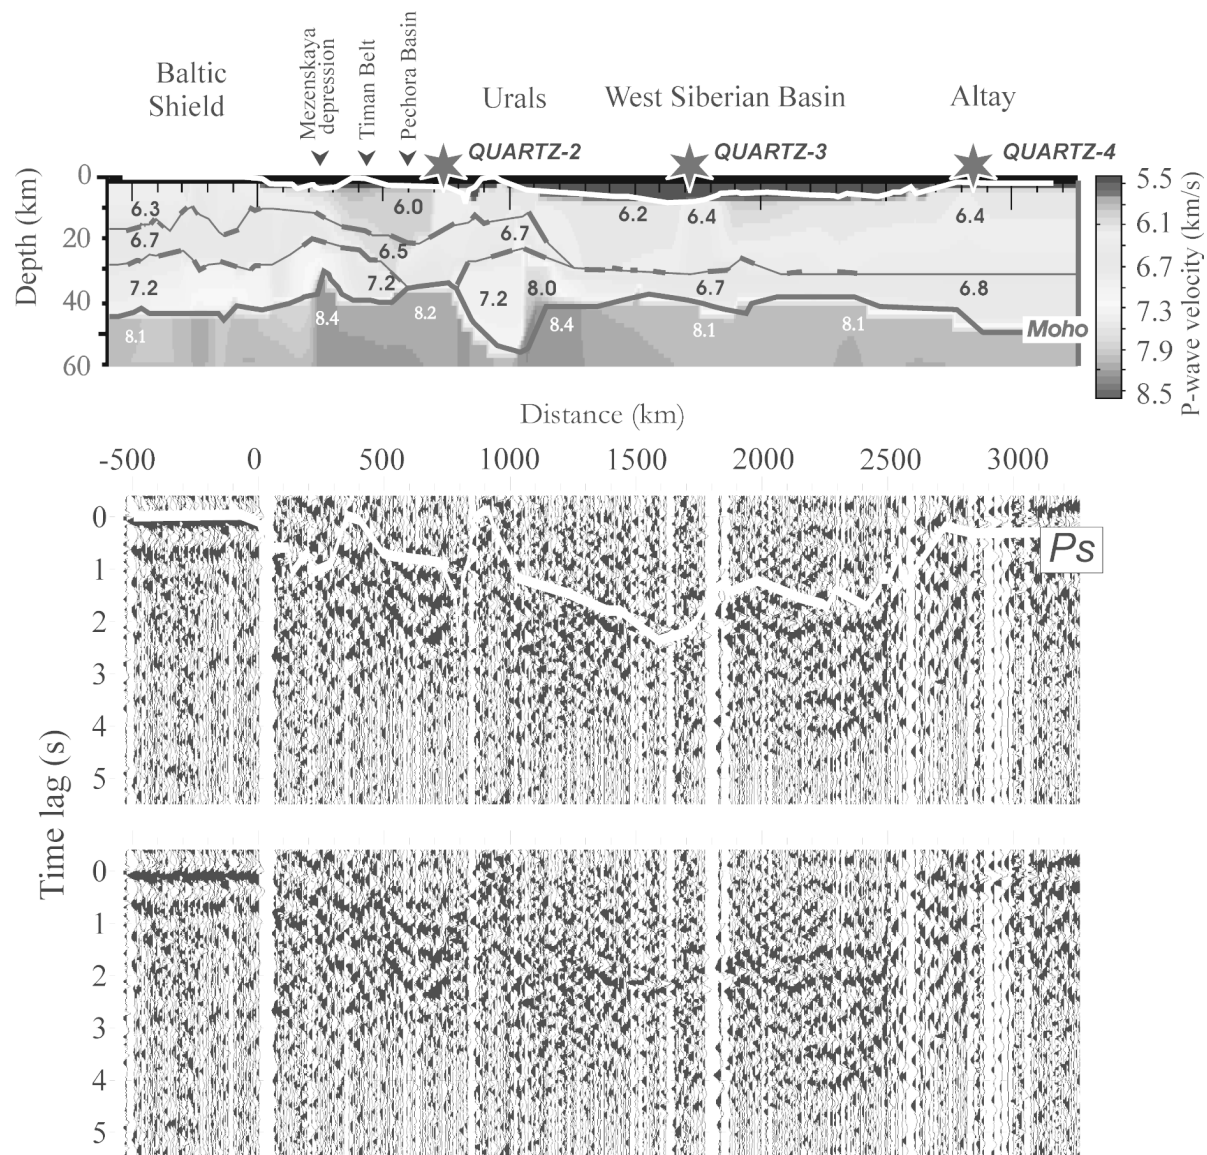 Baltic
Shield
Mezenskaya
depression
Timan Belt
Pechora Basin
Urals
West Siberian Basin
Altay
QUARTZ-2
QUARTZ-3
QUARTZ-4
Depth (km)
0
20
40
60
6.3
6.7
7.2
8.1
6.0
6.5
7.2
8.4
8.2
6.7
7.2
8.0
8.4
6.2
6.4
6.7
8.1
8.1
6.4
6.8
Moho
5.5
6.1
6.7
7.3
7.9
8.5
P-wave velocity (km/s)
Distance (km)
-500 0 500 1000 1500 2000 2500 3000
Time lag (s)
0
1
2
3
4
5
Ps
0
1
2
3
4
5